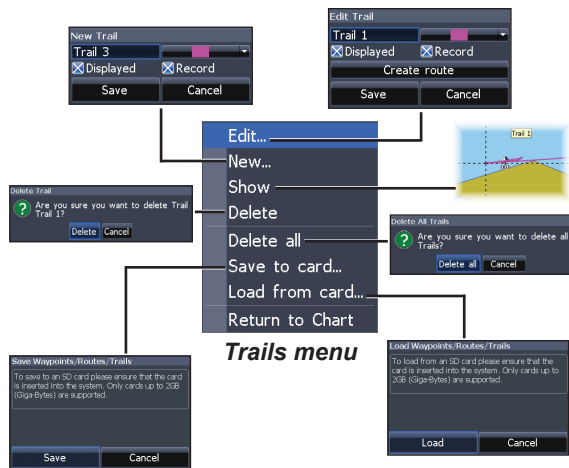 New Trail
Trail 3
Displayed
Record
Save
Cancel
Edit Trail
Trail 1
Displayed
Record
Create route
Save
Cancel
Edit...
New...
Show
Delete
Delete all
Save to card...
Load from card...
Return to Chart
Trails menu
Trail 1
Delete Trail
Are you sure you want to delete Trail
Trail 1?
Delete
Cancel
Delete All Trails
Are you sure you want to delete all
Trails?
Delete all
Cancel
Save Waypoints/Routes/Trails
To save to an SD card please ensure that the card
is inserted into the system. Only cards up to 2GB
(Giga-Bytes) are supported.
Save
Cancel
Load Waypoints/Routes/Trails
To load from an SD card please ensure that the
card is inserted into the system. Only cards up to
2GB (Giga-Bytes) are supported.
Load
Cancel